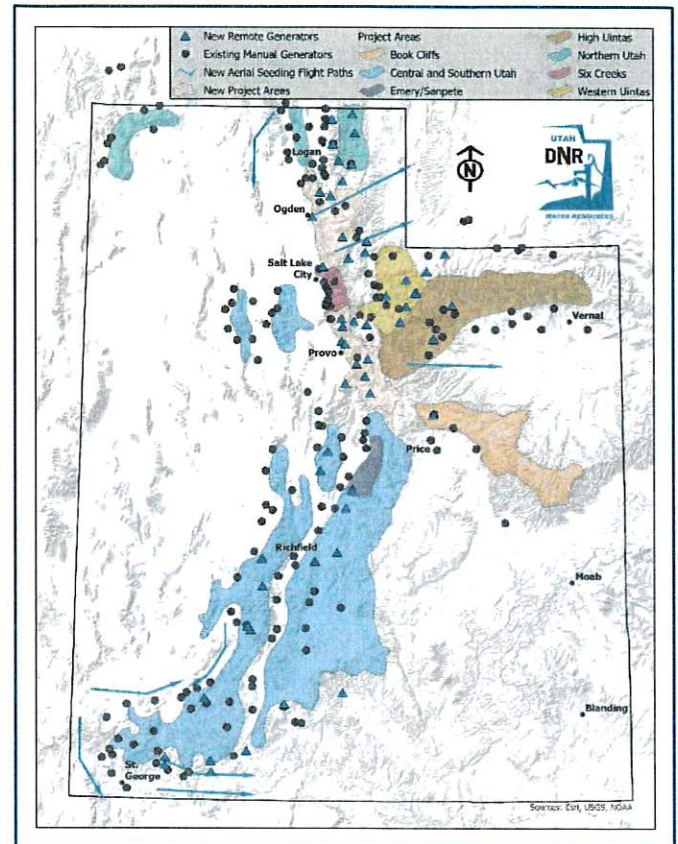 New Remote Generators
Existing Manual Generators
New Aerial Seeding Flight Paths
New Project Areas
Project Areas
Book Cliffs
Central and Southern Utah
Emery/Sanpete
High Uintas
Northern Utah
Six Creeks
Western Uintas
UTAH
DNR
WATER RESOURCES
N
Logan
Ogden
Salt Lake
City
Vernal
Provo
Price
Richfield
Moab
Blanding
St.
George
Sources: Esri, USGS, NOAA